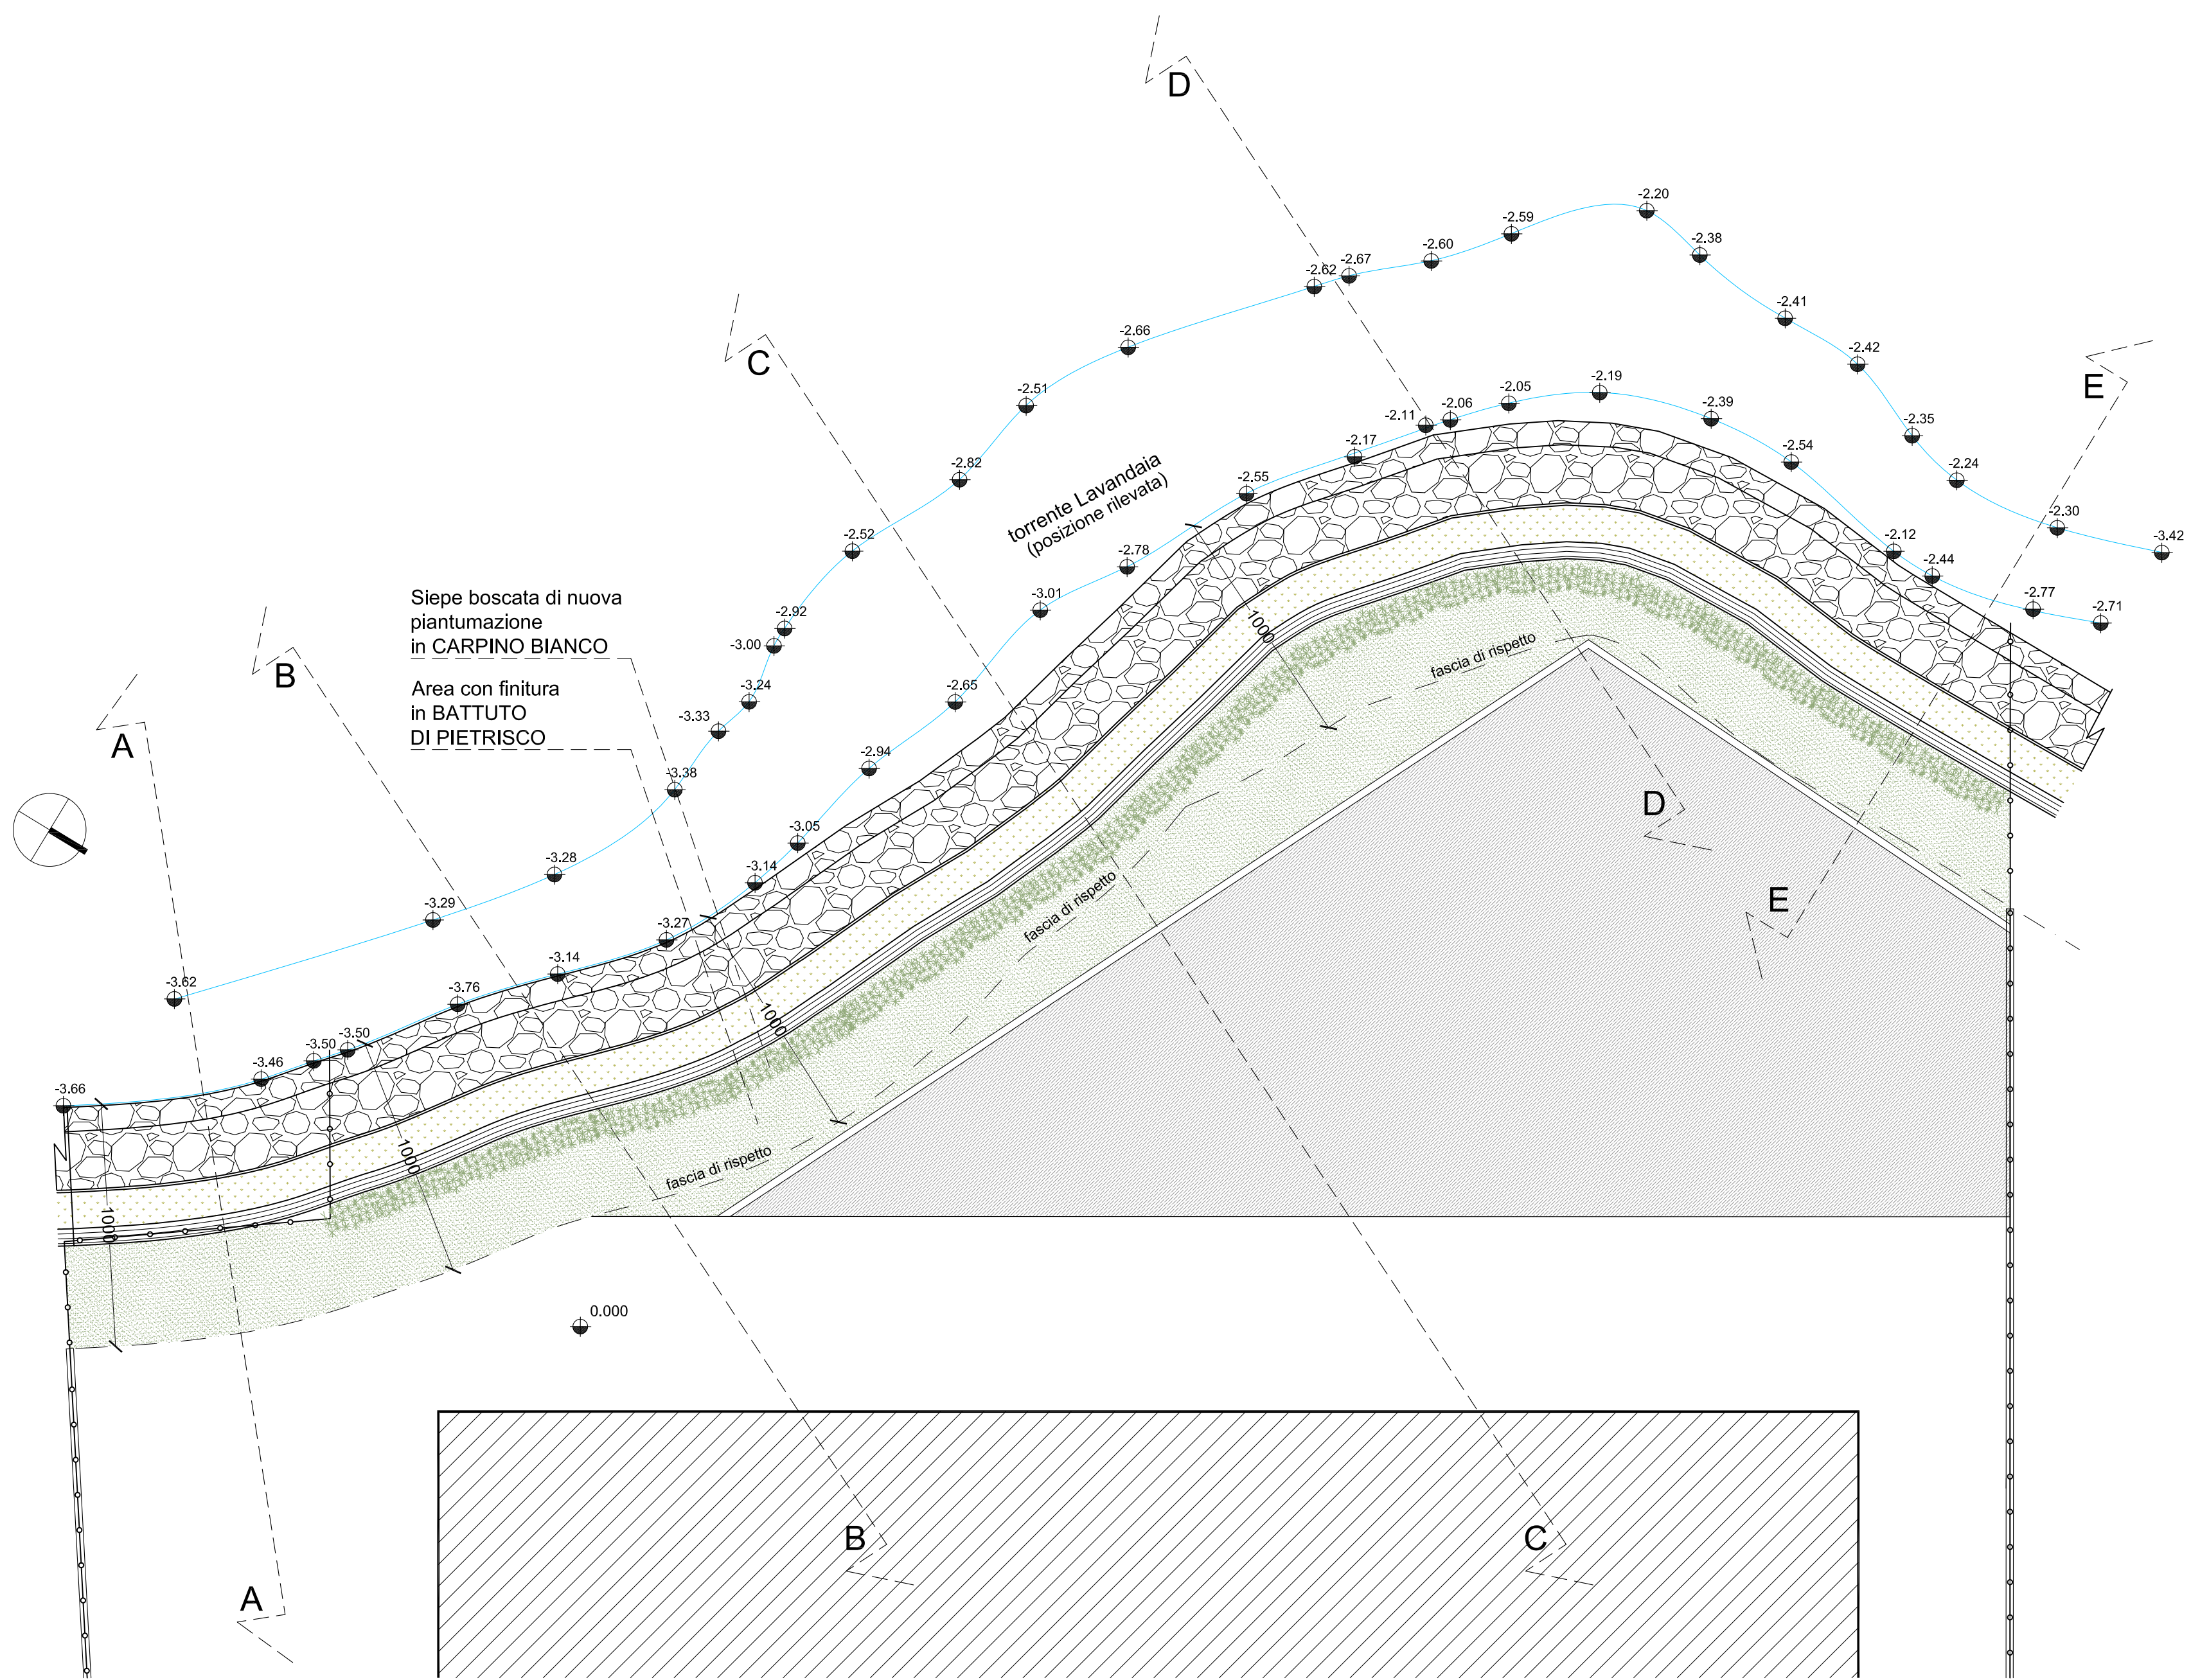 D
-2.20
-2.59
-2.38
-2.60
-2.67
-2.62
-2.41
-2.66
-2.42
C
E
-2.51
-2.19
-2.05
-2.06
-2.11
-2.39
-2.35
-2.17
-2.54
-2.82
-2.24
-2.55
torrente Lavandaia
(posizione rilevata)
-2.30
-3.42
-2.52
-2.12
-2.78
-2.44
-2.77
-2.71
-3.01
Siepe boscata di nuova
piantumazione
in CARPINO BIANCO
-2.92
-3.00
1000
fascia di rispetto
B
Area con finitura
in BATTUTO
DI PIETRISCO
-3.24
-2.65
-3.33
A
-2.94
-3.38
D
-3.05
-3.28
-3.14
E
fascia di rispetto
-3.29
-3.27
-3.14
-3.62
-3.76
1000
-3.50
-3.50
-3.46
-3.66
1000
fascia di rispetto
1000
0.000
B
C
A